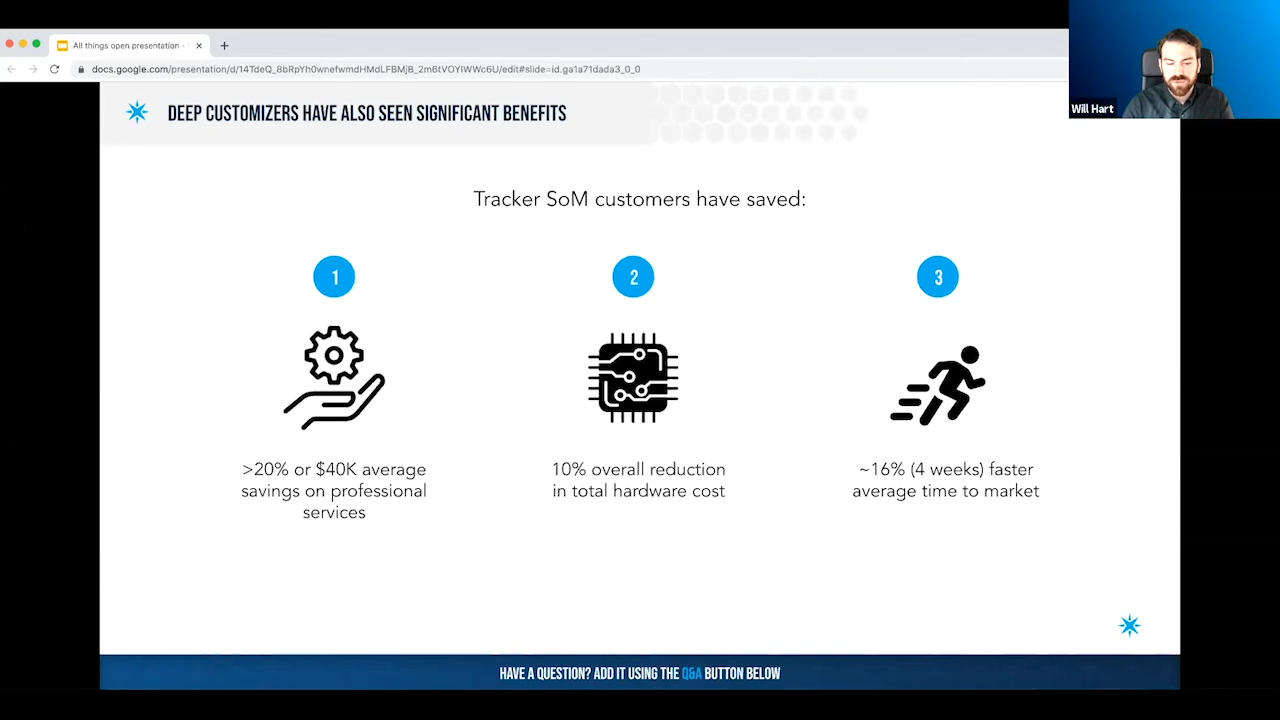 All things open presentation -
docs.google.com/presentation/d/14TdeQ_8bRpYh0wnefwmdHMdLFBMjB_2m6tVOYIWWc6U/edit#slide=id.ga1a71dada3_0_0
Will Hart
DEEP CUSTOMIZERS HAVE ALSO SEEN SIGNIFICANT BENEFITS
Tracker SoM customers have saved:
1
2
3
>20% or $40K average
savings on professional
services
10% overall reduction
in total hardware cost
~16% (4 weeks) faster
average time to market
HAVE A QUESTION? ADD IT USING THE Q&A BUTTON BELOW